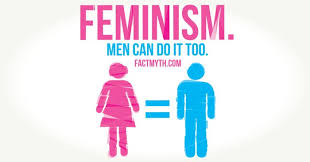 FEMINISM.
MEN CAN DO IT TOO.
FACTMYTH.COM
=